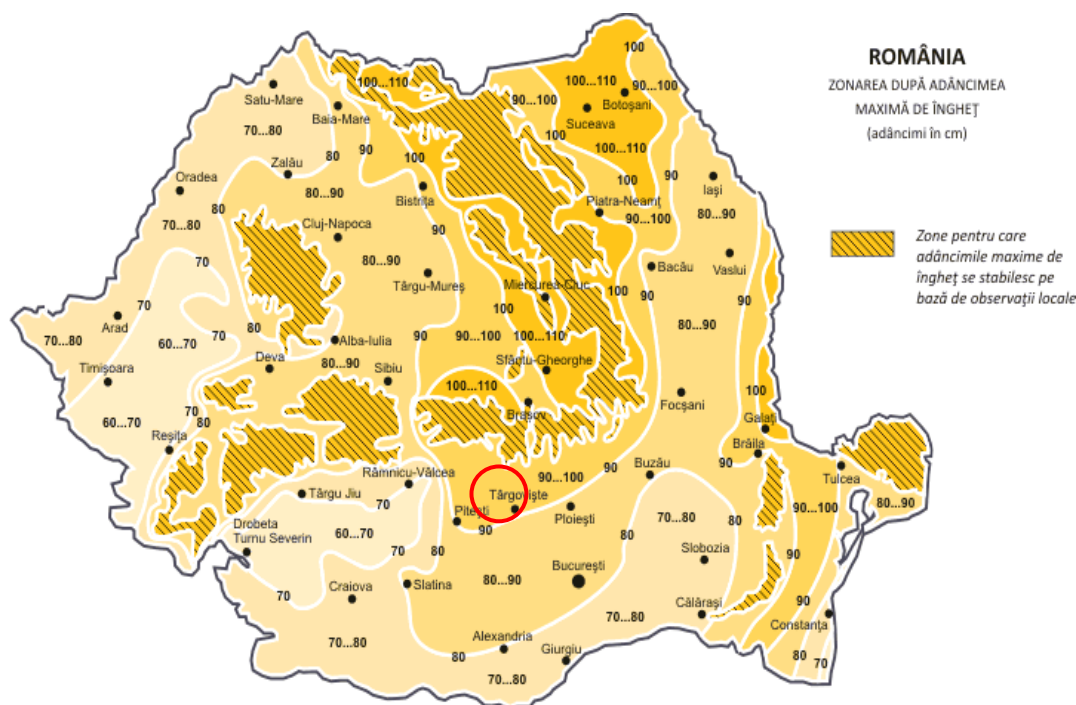 ROMÂNIA
ZONAREA DUPĂ ADÂNCIMEA
MAXIMĂ DE ÎNGHEŢ
(adâncimi în cm)
Zone pentru care
adâncimile maxime de
îngheţ se stabilesc pe
bază de observaţii locale
100
100...110
100...110
90...100
90...100
Satu-Mare
Botoşani
Baia-Mare
Suceava
70...80
100
100...110
80
90
100
Zalău
90
Iaşi
Oradea
80...90
100
Bistriţa
Piatra-Neamţ
80
80...90
90...100
70...80
Cluj-Napoca
90
80...90
Bacău
Vaslui
70
Târgu-Mureş
90
90
Miercurea-Ciuc
100
70
100
Arad
80...90
70
80
90
90...100
100...110
60...70
Alba-Iulia
70...80
Deva
80...90
Sfântu-Gheorghe
Timişoara
Sibiu
100...110
100
Focşani
Braşov
70
60...70
80
Galaţi
Reşiţa
Brăila
90
Râmnicu-Vâlcea
Buzău
90
90...100
Tulcea
Târgu Jiu
70
Târgovişte
80...90
90...100
Piteşti
Ploieşti
70...80
80
Drobeta
Turnu Severin
60...70
90
80
70
80
Slobozia
90
80...90
Bucureşti
Slatina
Craiova
70
Călăraşi
90
70...80
Constanţa
70...80
Alexandria
80
Giurgiu
80
70
70...80